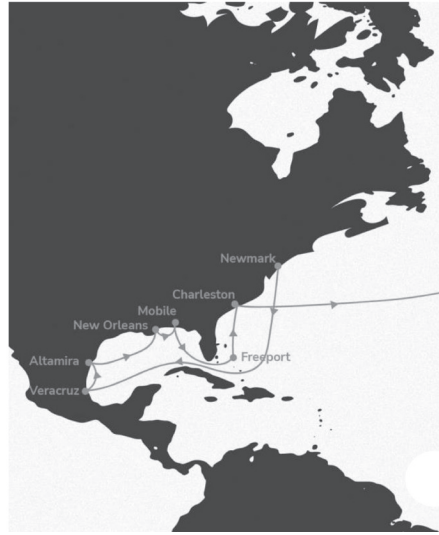 Newmark
Charleston
Mobile
New Orleans
Altamira
Freeport
Veracruz